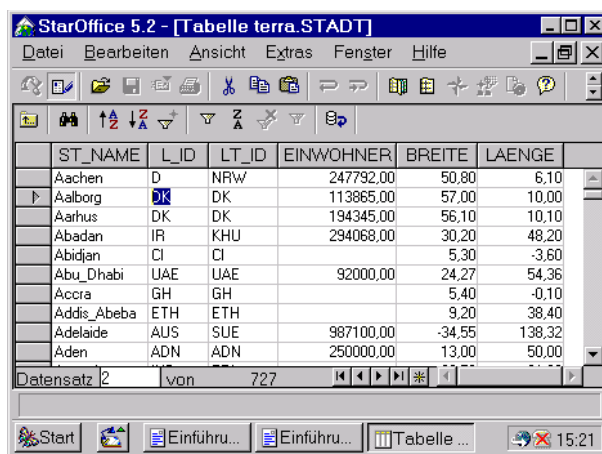 StarOffice 5.2 - [Tabelle terra.STADT]
Datei Bearbeiten Ansicht Extras Fenster Hilfe
ST_NAME L_ID LT_ID EINWOHNER BREITE LAENGE
Aachen D NRW 247792,00 50,80 6,10
Aalborg DK DK 113865,00 57,00 10,00
Aarhus DK DK 194345,00 56,10 10,10
Abadan IR KHU 294068,00 30,20 48,20
Abidjan CI CI 5,30 -3,60
Abu_Dhabi UAE UAE 92000,00 24,27 54,36
Accra GH GH 5,40 -0,10
Addis_Abeba ETH ETH 9,20 38,40
Adelaide AUS SUE 987100,00 -34,55 138,32
Aden ADN ADN 250000,00 13,00 50,00
Datensatz 2 von 727
Start Einführu... Einführu... Tabelle ... 15:21